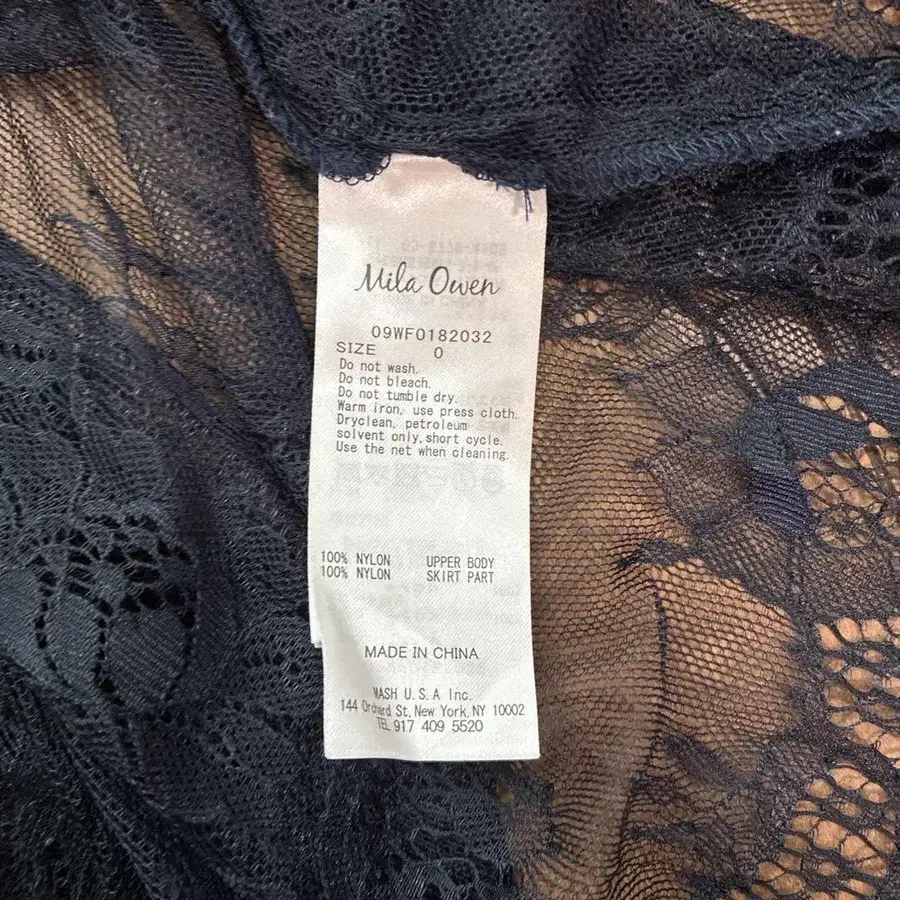 Mila Owen
09WF0182032
SIZE 0
Do not wash.
Do not bleach.
Do not tumble dry.
Warm iron, use press cloth.
Dryclean, petroleum
solvent only, short cycle.
Use the net when cleaning.
100% NYLON UPPER BODY
100% NYLON SKIRT PART
MADE IN CHINA
MASH U.S.A Inc.
144 Orchard St, New York, NY 10002
TEL 917 409 5520